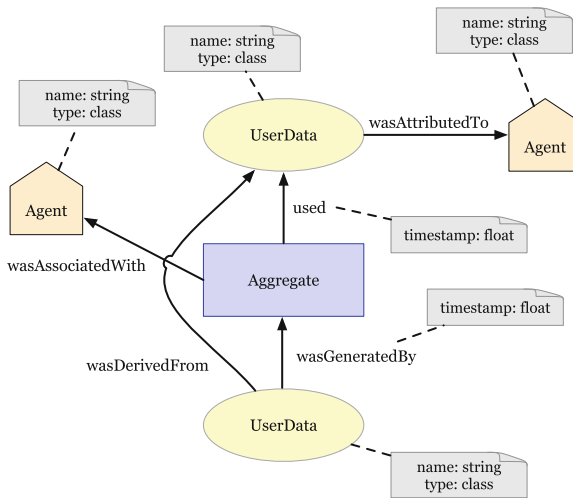 name: string
type: class
name: string
type: class
name: string
type: class
UserData
wasAttributedTo
Agent
Agent
used
timestamp: float
wasAssociatedWith
Aggregate
timestamp: float
wasGeneratedBy
wasDerivedFrom
UserData
name: string
type: class